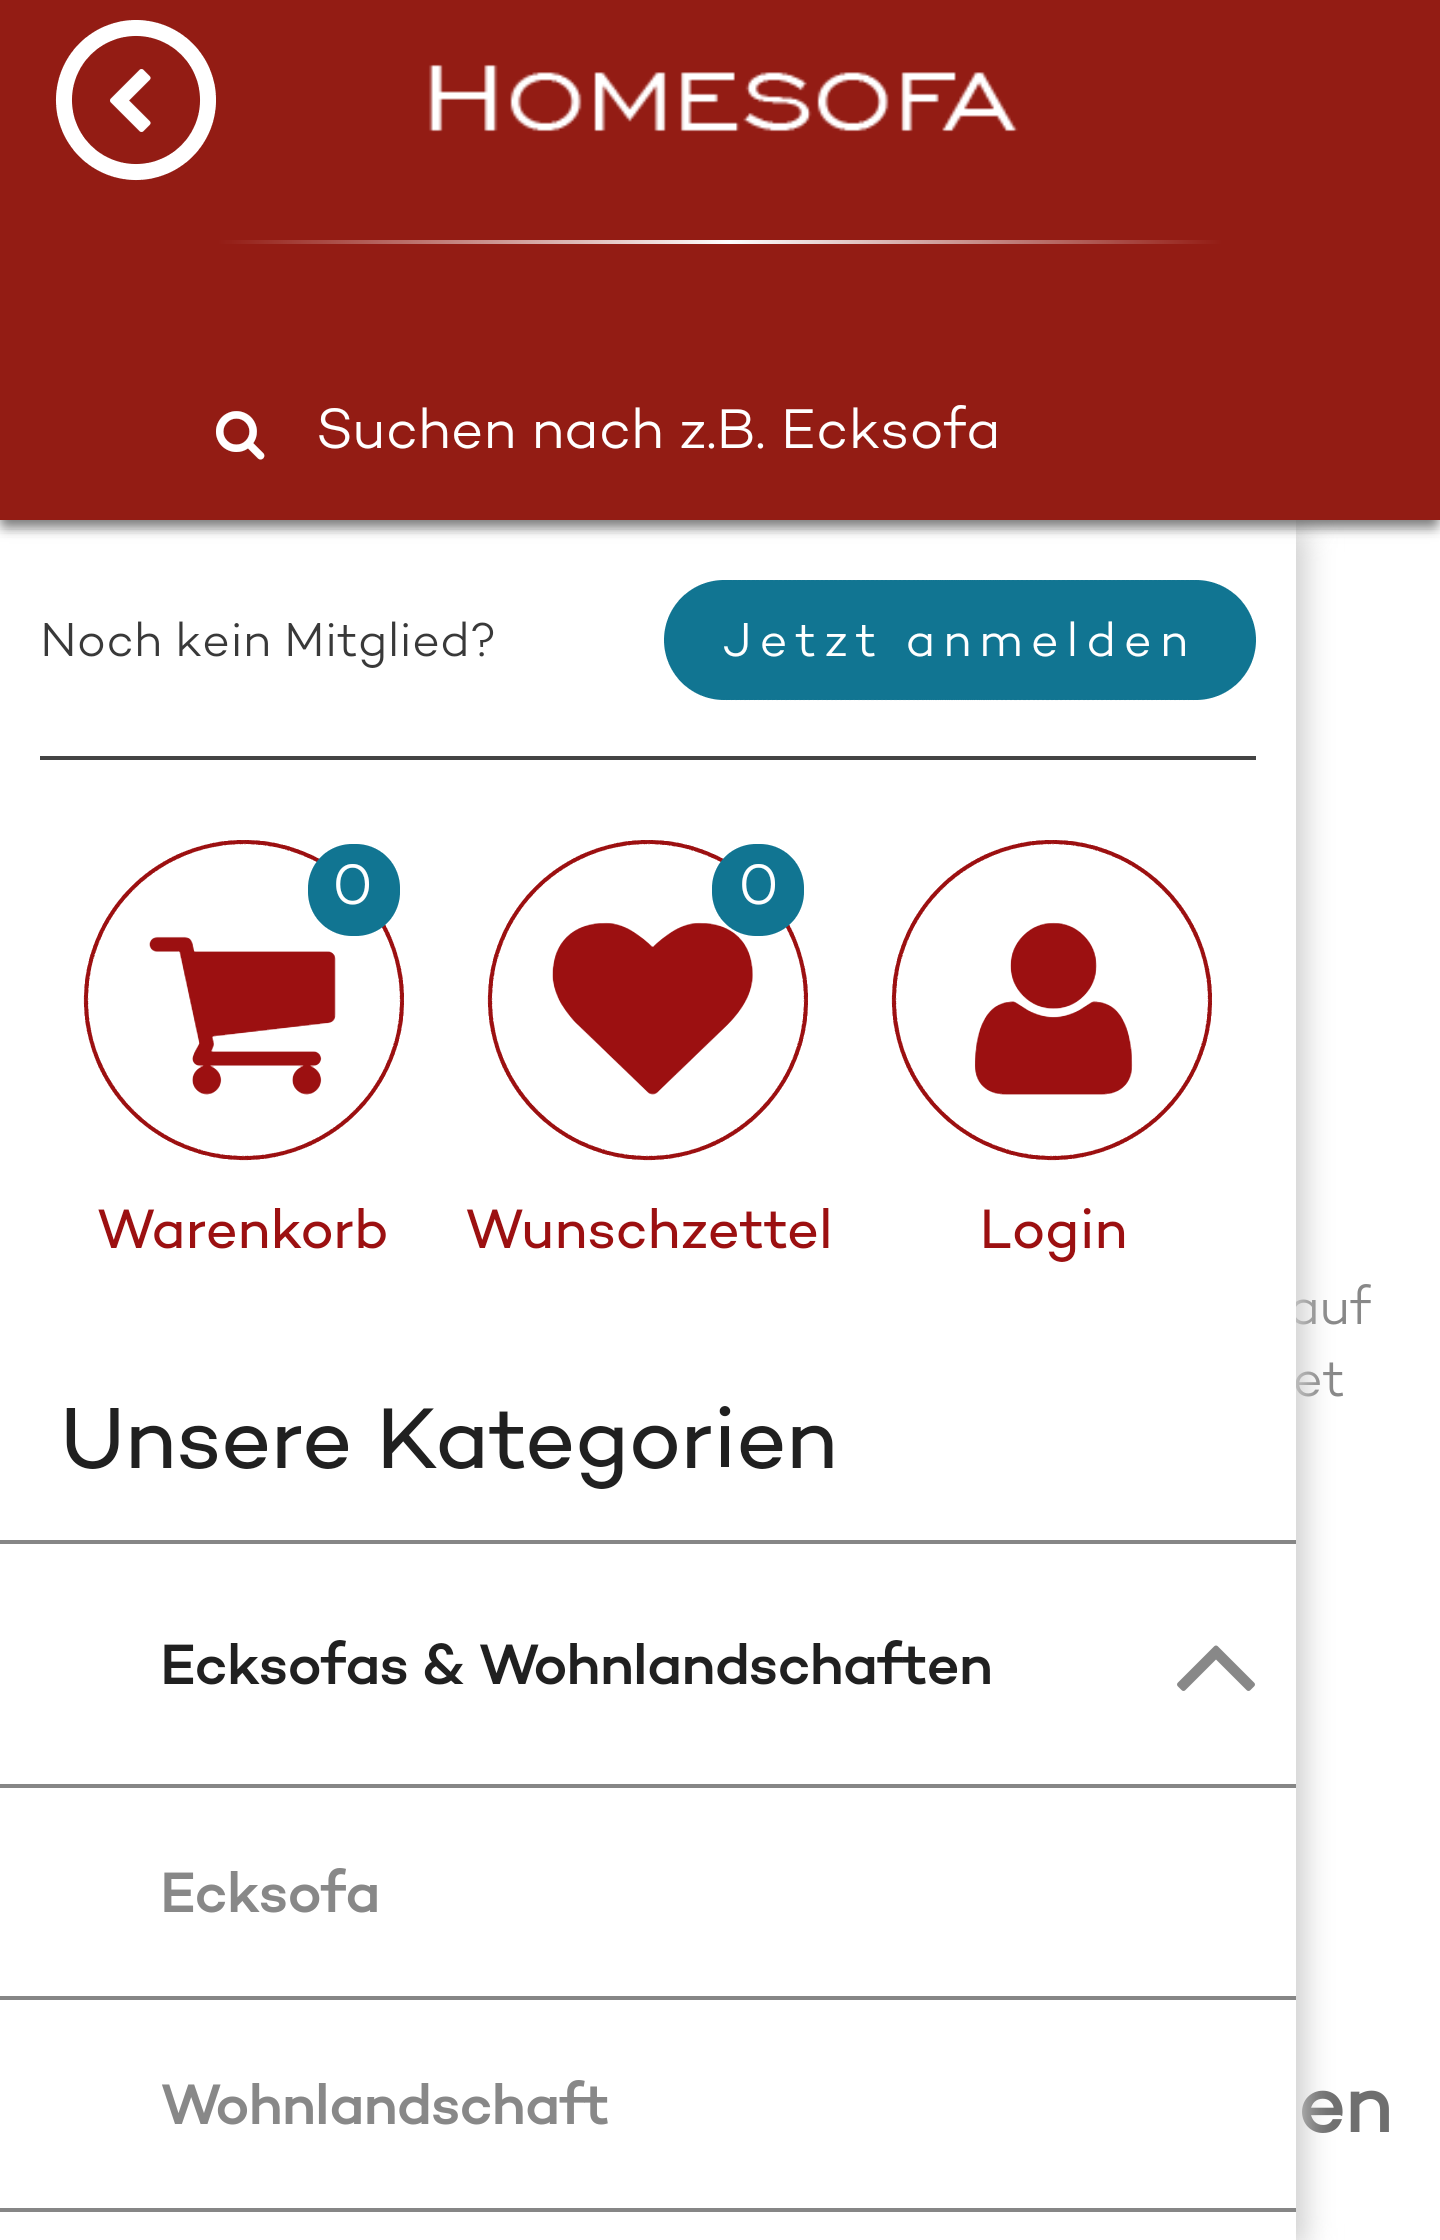 HOMESOFA
Suchen nach z.B. Ecksofa
Noch kein Mitglied?
Jetzt anmelden
0
0
Warenkorb
Wunschzettel
Login
auf
et
Unsere Kategorien
Ecksofas & Wohnlandschaften
Ecksofa
Wohnlandschaft
en